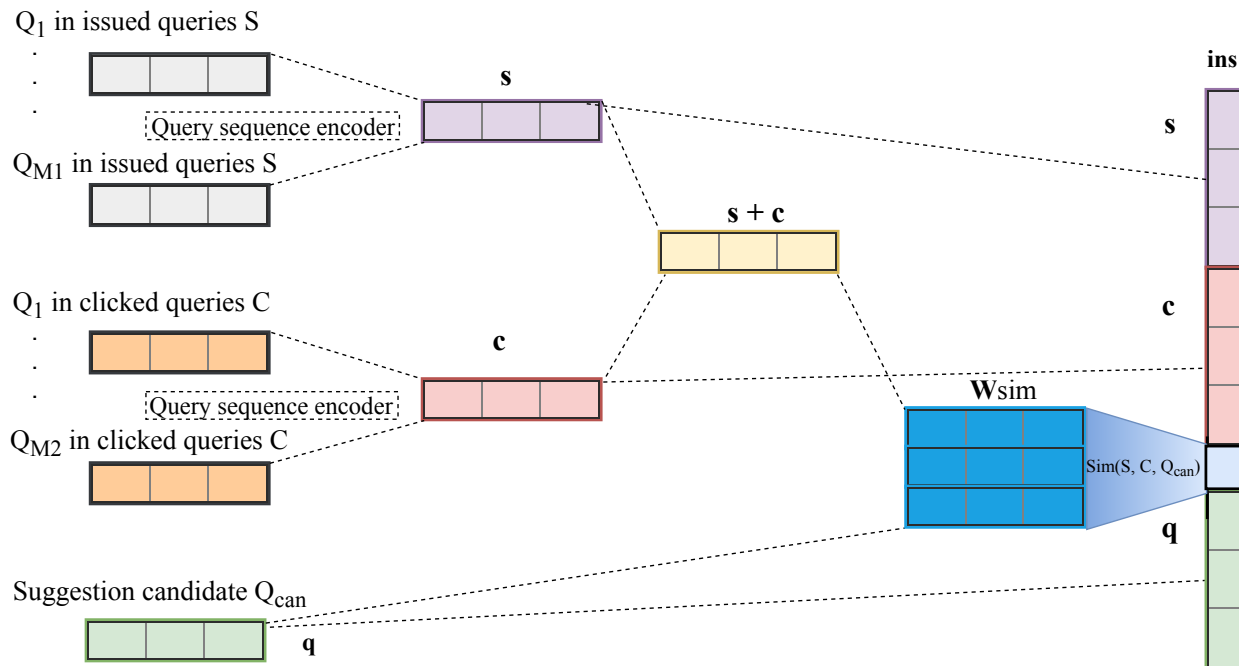 Q1 in issued queries S
s
ins
Query sequence encoder
s
QM1 in issued queries S
s + c
Q1 in clicked queries C
c
c
Wsim
Query sequence encoder
QM2 in clicked queries C
Sim(S, C, Qcan)
q
Suggestion candidate Qcan
q